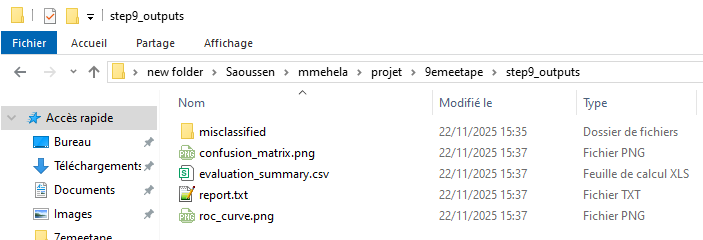 step9_outputs
Fichier Accueil Partage Affichage
new folder > Saoussen > mmehela > projet > 9emeetape > step9_outputs
Accès rapide
Bureau
Téléchargements
Documents
Images
7emeetape
Nom Modifié le Type
misclassified 22/11/2025 15:35 Dossier de fichiers
confusion_matrix.png 22/11/2025 15:37 Fichier PNG
evaluation_summary.csv 22/11/2025 15:37 Feuille de calcul XLS
report.txt 22/11/2025 15:37 Fichier TXT
roc_curve.png 22/11/2025 15:37 Fichier PNG